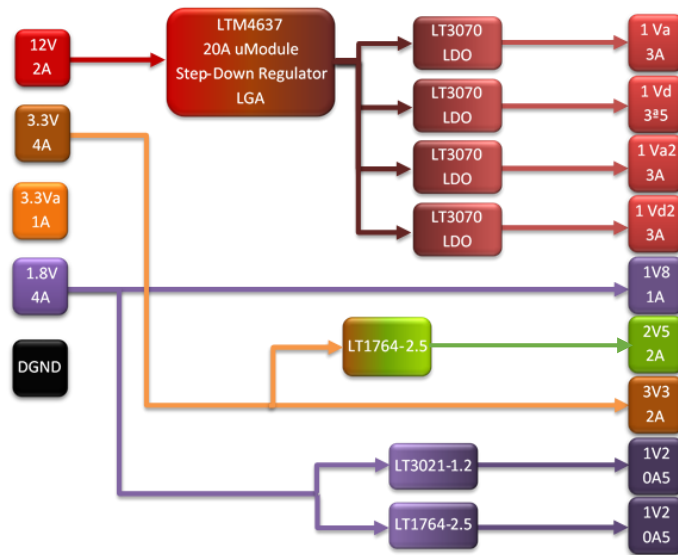 12V
2A
3.3V
4A
3.3Va
1A
1.8V
4A
DGND
LTM4637
20A uModule
Step-Down Regulator
LGA
LT3070
LDO
LT3070
LDO
LT3070
LDO
LT3070
LDO
LT1764-2.5
LT3021-1.2
LT1764-2.5
1 Va
3A
1 Vd
3ª5
1 Va2
3A
1 Vd2
3A
1V8
1A
2V5
2A
3V3
2A
1V2
0A5
1V2
0A5